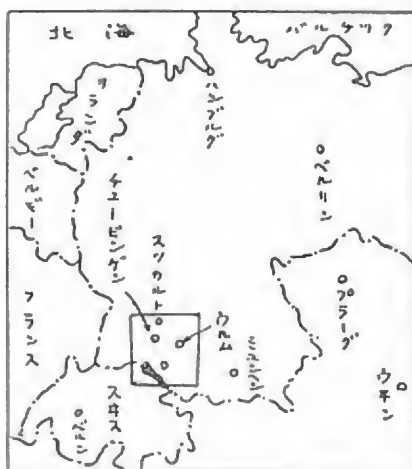 北海
バルチック
ハンブルグ
オランダ
ベルギー
チュービンゲン
ベルリン
スツカルト
プラーグ
フランス
ウルム
ミュンヘン
ウヰン
スヰス
ベルン